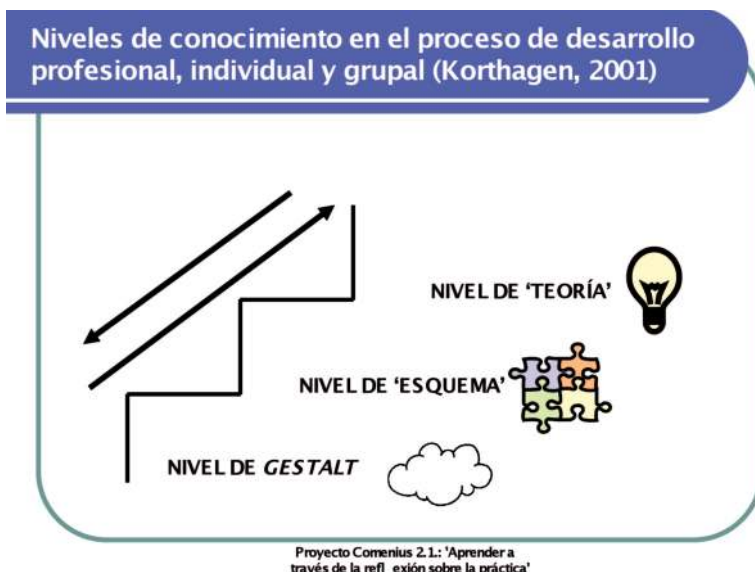 Niveles de conocimiento en el proceso de desarrollo
profesional, individual y grupal (Korthagen, 2001)
NIVEL DE ‘TEORÍA’
NIVEL DE ‘ESQUEMA’
NIVEL DE GESTALT
Proyecto Comenius 2.1.: 'Aprender a
través de la refl exión sobre la práctica'